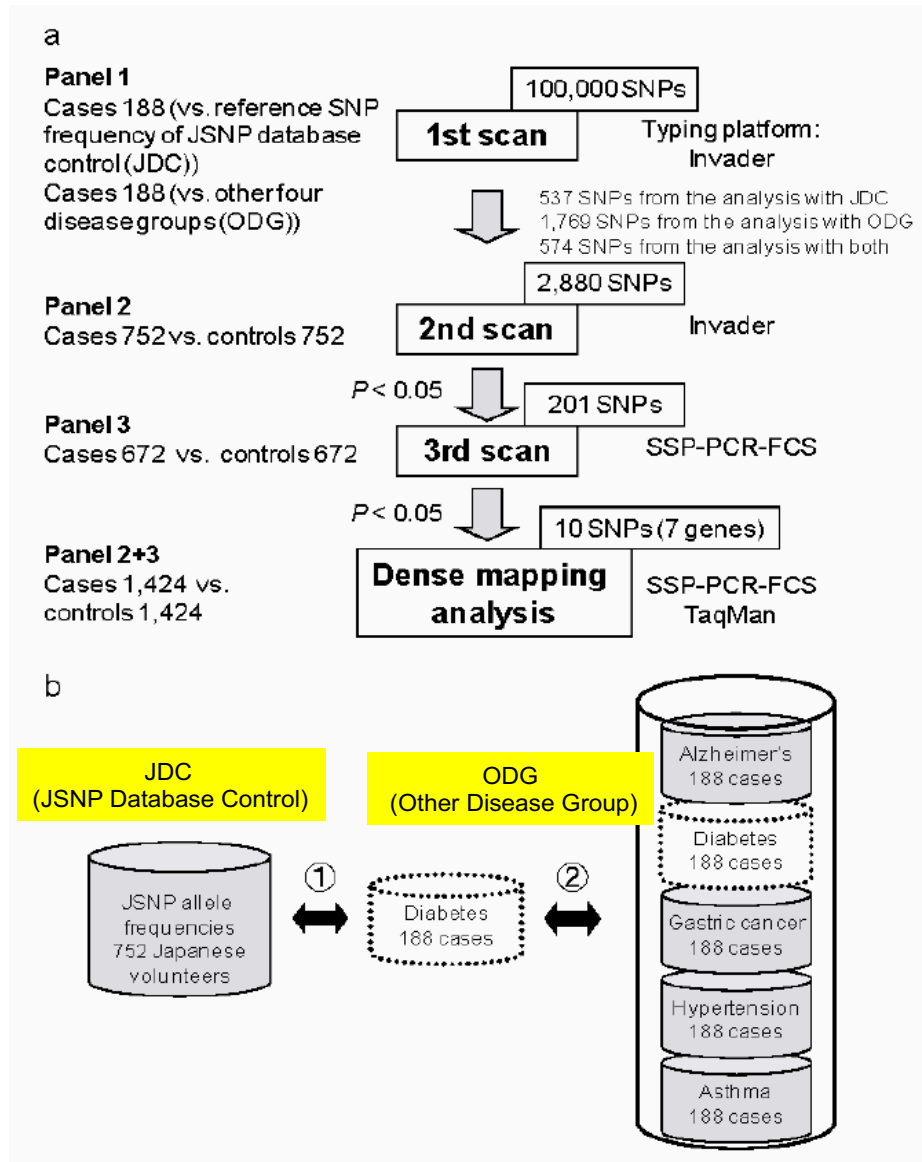 a
Panel 1
Cases 188 (vs. reference SNP
frequency of JSNP database
control (JDC))
Cases 188 (vs. other four
disease groups (ODG))
100,000 SNPs
1st scan
Typing platform:
Invader
537 SNPs from the analysis with JDC
1,769 SNPs from the analysis with ODG
574 SNPs from the analysis with both
2,880 SNPs
Panel 2
Cases 752 vs. controls 752
2nd scan
Invader
P < 0.05
201 SNPs
Panel 3
Cases 672 vs. controls 672
3rd scan
SSP-PCR-FCS
P < 0.05
10 SNPs (7 genes)
Panel 2+3
Cases 1,424 vs.
controls 1,424
Dense mapping
analysis
SSP-PCR-FCS
TaqMan
b
JDC
(JSNP Database Control)
ODG
(Other Disease Group)
JSNP allele
frequencies
752 Japanese
volunteers
①
Diabetes
188 cases
②
Alzheimer's
188 cases
Diabetes
188 cases
Gastric cancer
188 cases
Hypertension
188 cases
Asthma
188 cases